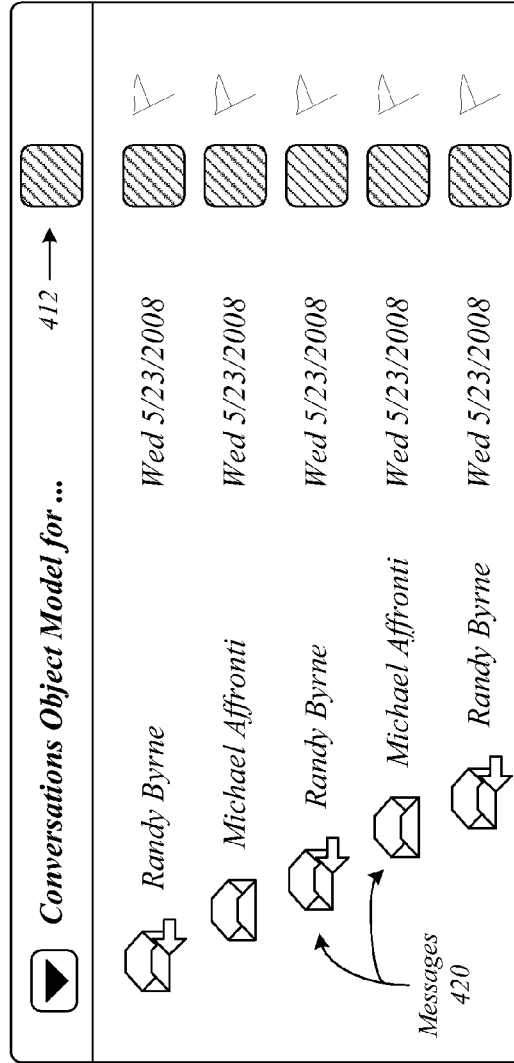 Conversations Object Model for ... 412
Randy Byrne Wed 5/23/2008
Michael Affronti Wed 5/23/2008
Randy Byrne Wed 5/23/2008
Michael Affronti Wed 5/23/2008
Randy Byrne Wed 5/23/2008
Messages
420